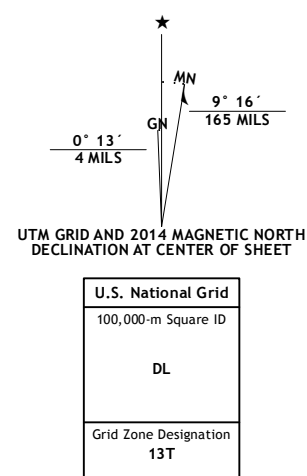 ★
MN
GN
9° 16´
165 MILS
0° 13´
4 MILS
UTM GRID AND 2014 MAGNETIC NORTH
DECLINATION AT CENTER OF SHEET
U.S. National Grid
100,000-m Square ID
DL
Grid Zone Designation
13T